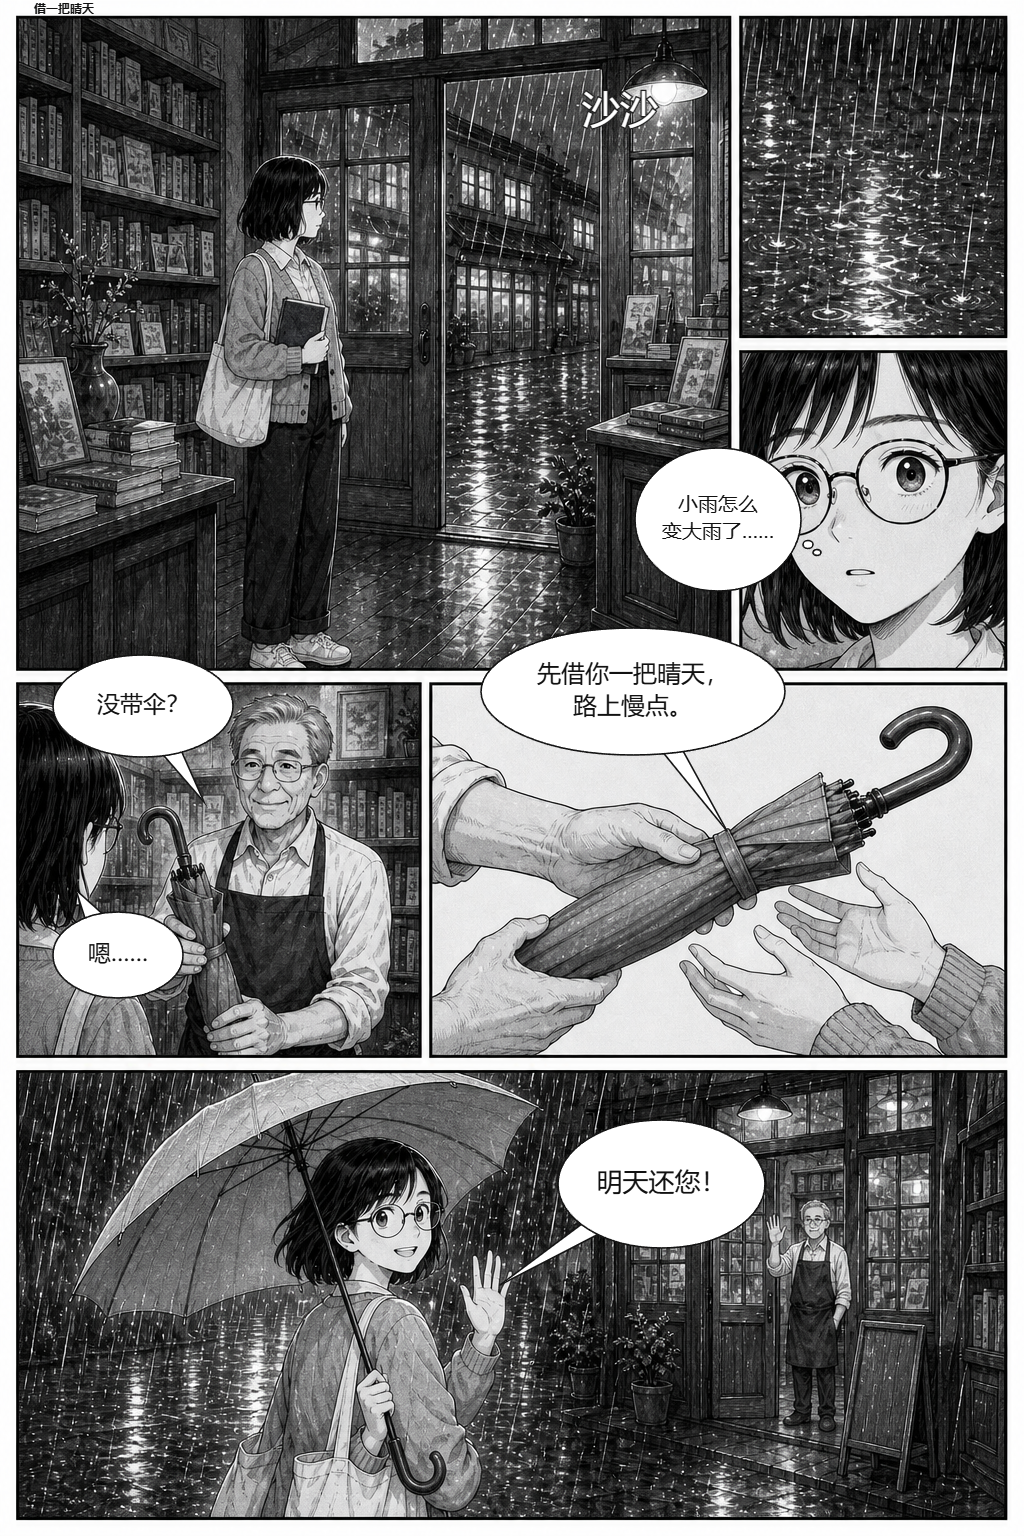 借一把晴天
沙沙
小雨怎么
变大雨了……
没带伞？
嗯……
先借你一把晴天，
路上慢点。
明天还您！